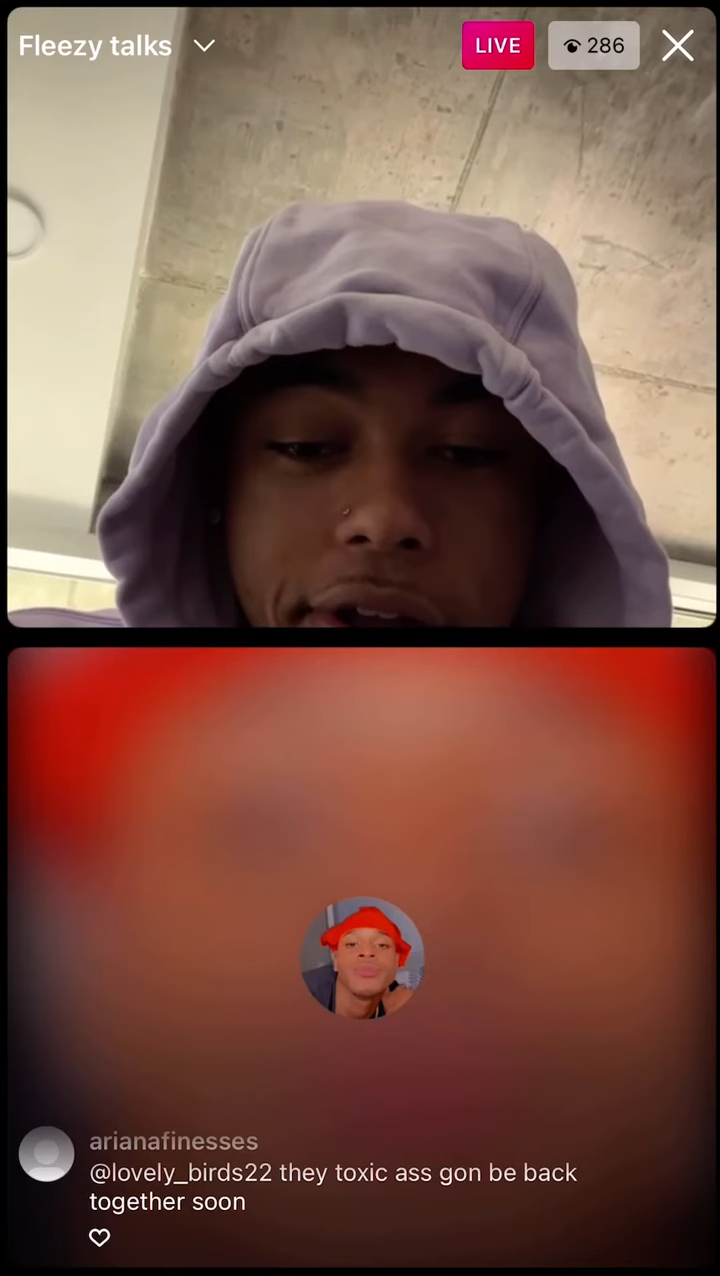 Fleezy talks
LIVE
286
arianafinesses
@lovely_birds22 they toxic ass gon be back
together soon